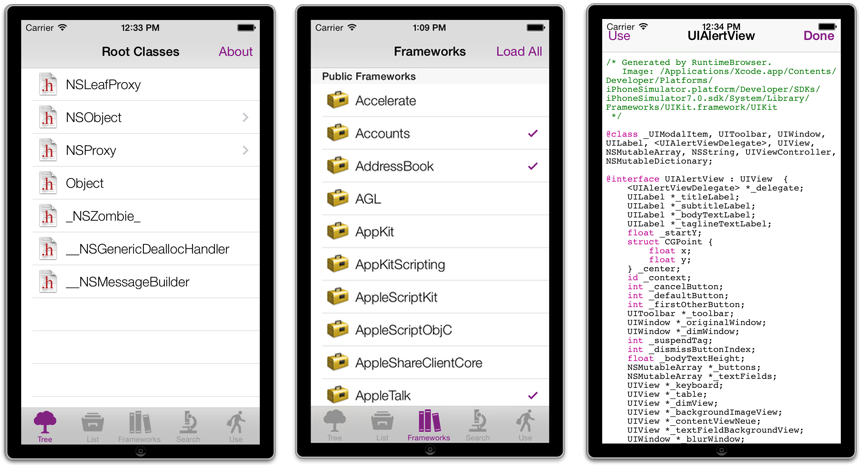 Carrier 12:33 PM
Root Classes About
.h NSLeafProxy
.h NSObject
.h NSProxy
.h Object
.h _NSZombie_
.h __NSGenericDeallocHandler
.h __NSMessageBuilder
Tree List Frameworks Search Use
Carrier 1:09 PM
Frameworks Load All
Public Frameworks
Accelerate
Accounts
AddressBook
AGL
AppKit
AppKitScripting
AppleScriptKit
AppleScriptObjC
AppleShareClientCore
AppleTalk
Tree List Frameworks Search Use
Carrier 12:34 PM
Use UIAlertView Done
/* Generated by RuntimeBrowser.
Image: /Applications/Xcode.app/Contents/
Developer/Platforms/
iPhoneSimulator.platform/Developer/SDKs/
iPhoneSimulator7.0.sdk/System/Library/
Frameworks/UIKit.framework/UIKit
*/
@class _UIModalItem, UIToolbar, UIWindow,
UILabel, <UIAlertViewDelegate>, UIView,
NSMutableArray, NSString, UIViewController,
NSMutableDictionary;
@interface UIAlertView : UIView {
<UIAlertViewDelegate> *_delegate;
UILabel *_titleLabel;
UILabel *_subtitleLabel;
UILabel *_bodyTextLabel;
UILabel *_taglineTextLabel;
float _startY;
struct CGPoint {
float x;
float y;
} _center;
id _context;
int _cancelButton;
int _defaultButton;
int _firstOtherButton;
UIToolbar *_toolbar;
UIWindow *_originalWindow;
UIWindow *_dimWindow;
int _suspendTag;
int _dismissButtonIndex;
float _bodyTextHeight;
NSMutableArray *_buttons;
NSMutableArray *_textFields;
UIView *_keyboard;
UIView *_table;
UIView *_dimView;
UIView *_backgroundImageView;
UIView *_contentViewNeue;
UIView *_textFieldBackgroundView;
UIWindow *_blurWindow;